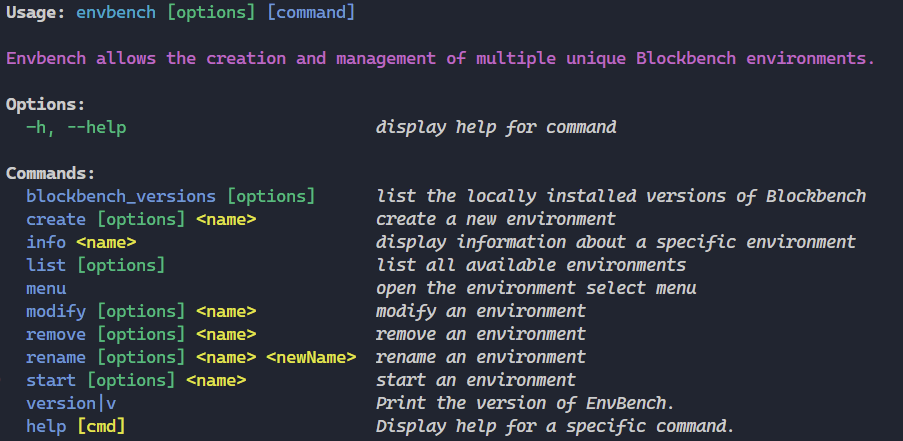 Usage: envbench [options] [command]
Envbench allows the creation and management of multiple unique Blockbench environments.
Options:
-h, --help display help for command
Commands:
blockbench_versions [options] list the locally installed versions of Blockbench
create [options] <name> create a new environment
info <name> display information about a specific environment
list [options] list all available environments
menu open the environment select menu
modify [options] <name> modify an environment
remove [options] <name> remove an environment
rename [options] <name> <newName> rename an environment
start [options] <name> start an environment
version|v Print the version of EnvBench.
help [cmd] Display help for a specific command.